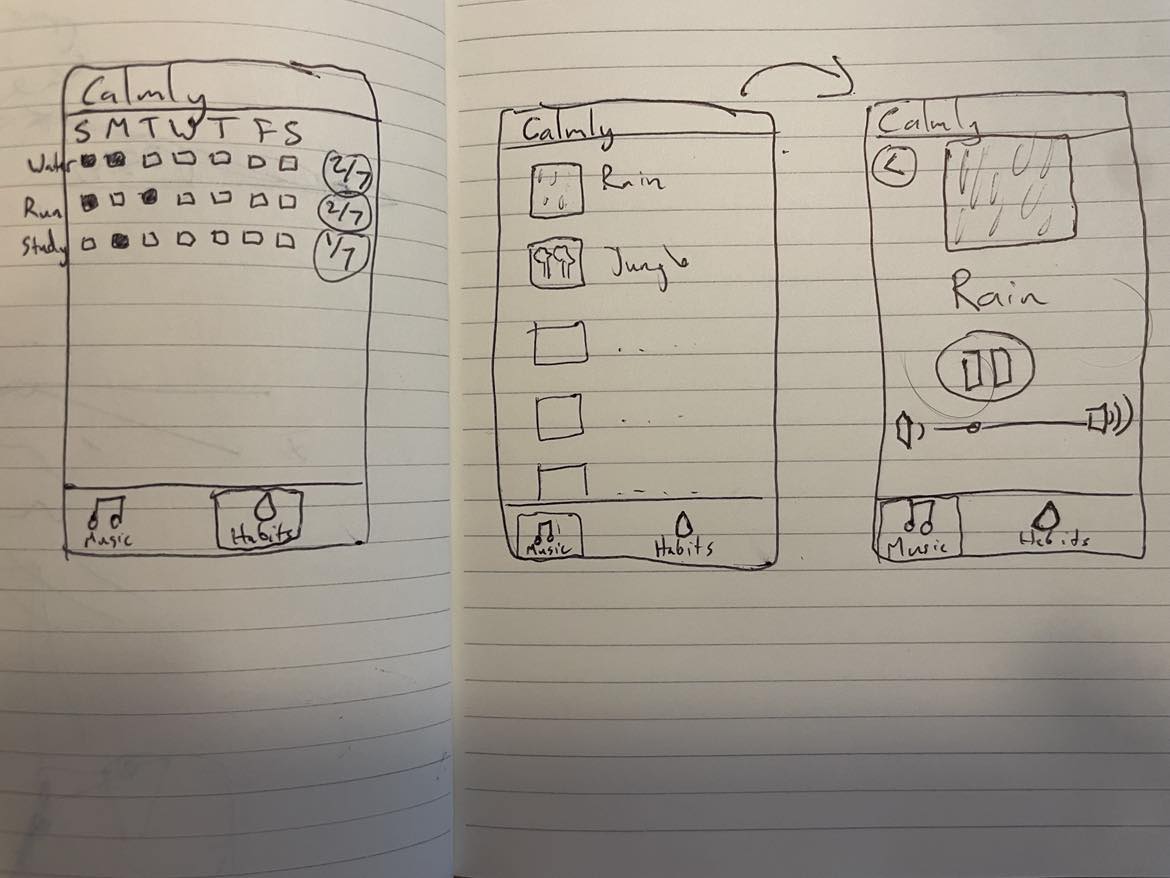 Calmly
S M T W T F S
Water 2/7
Run 2/7
Study 1/7
Music Habits
Calmly
Rain
Jungle
Music Habits
Calmly
Rain
Music Habits